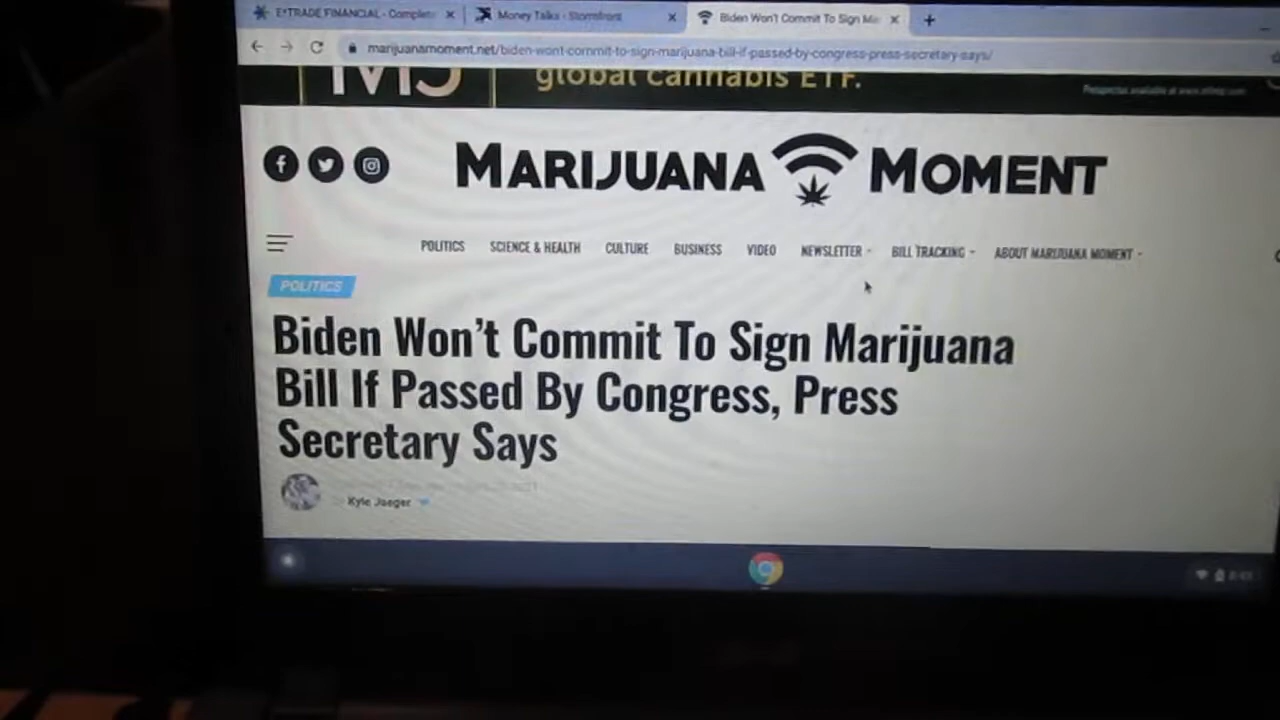 E*TRADE FINANCIAL - Complete
Money Talks - Stormfront
Biden Won't Commit To Sign Ma
marijuanamoment.net/biden-wont-commit-to-sign-marijuana-bill-if-passed-by-congress-press-secretary-says/
MJ
global cannabis ETF.
MARIJUANA MOMENT
POLITICS SCIENCE & HEALTH CULTURE BUSINESS VIDEO NEWSLETTER BILL TRACKING ABOUT MARIJUANA MOMENT
POLITICS
Biden Won't Commit To Sign Marijuana
Bill If Passed By Congress, Press
Secretary Says
Kyle Jaeger